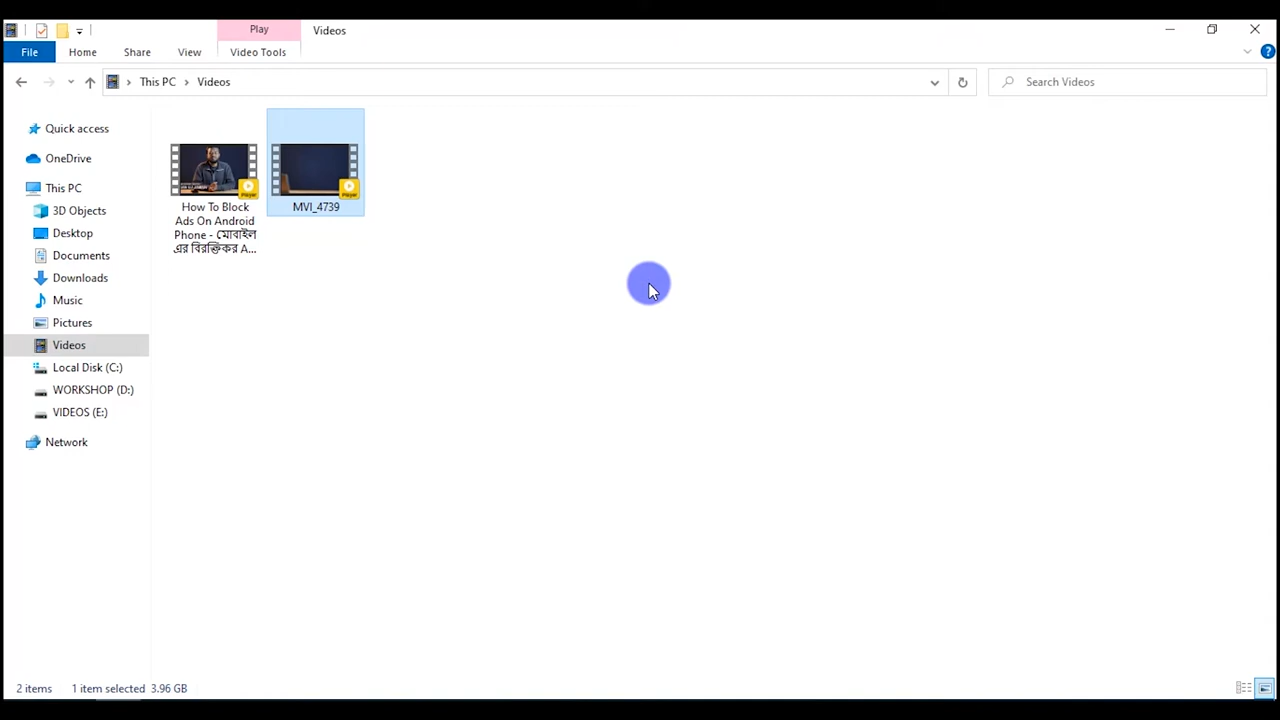 Play
Videos
File
Home
Share
View
Video Tools
This PC
Videos
Search Videos
Quick access
OneDrive
This PC
3D Objects
Desktop
Documents
Downloads
Music
Pictures
Videos
Local Disk (C:)
WORKSHOP (D:)
VIDEOS (E:)
Network
How To Block
Ads On Android
Phone - মোবাইল
এর বিরক্তিকর A...
MVI_4739
Player
Player
2 items
1 item selected 3.96 GB